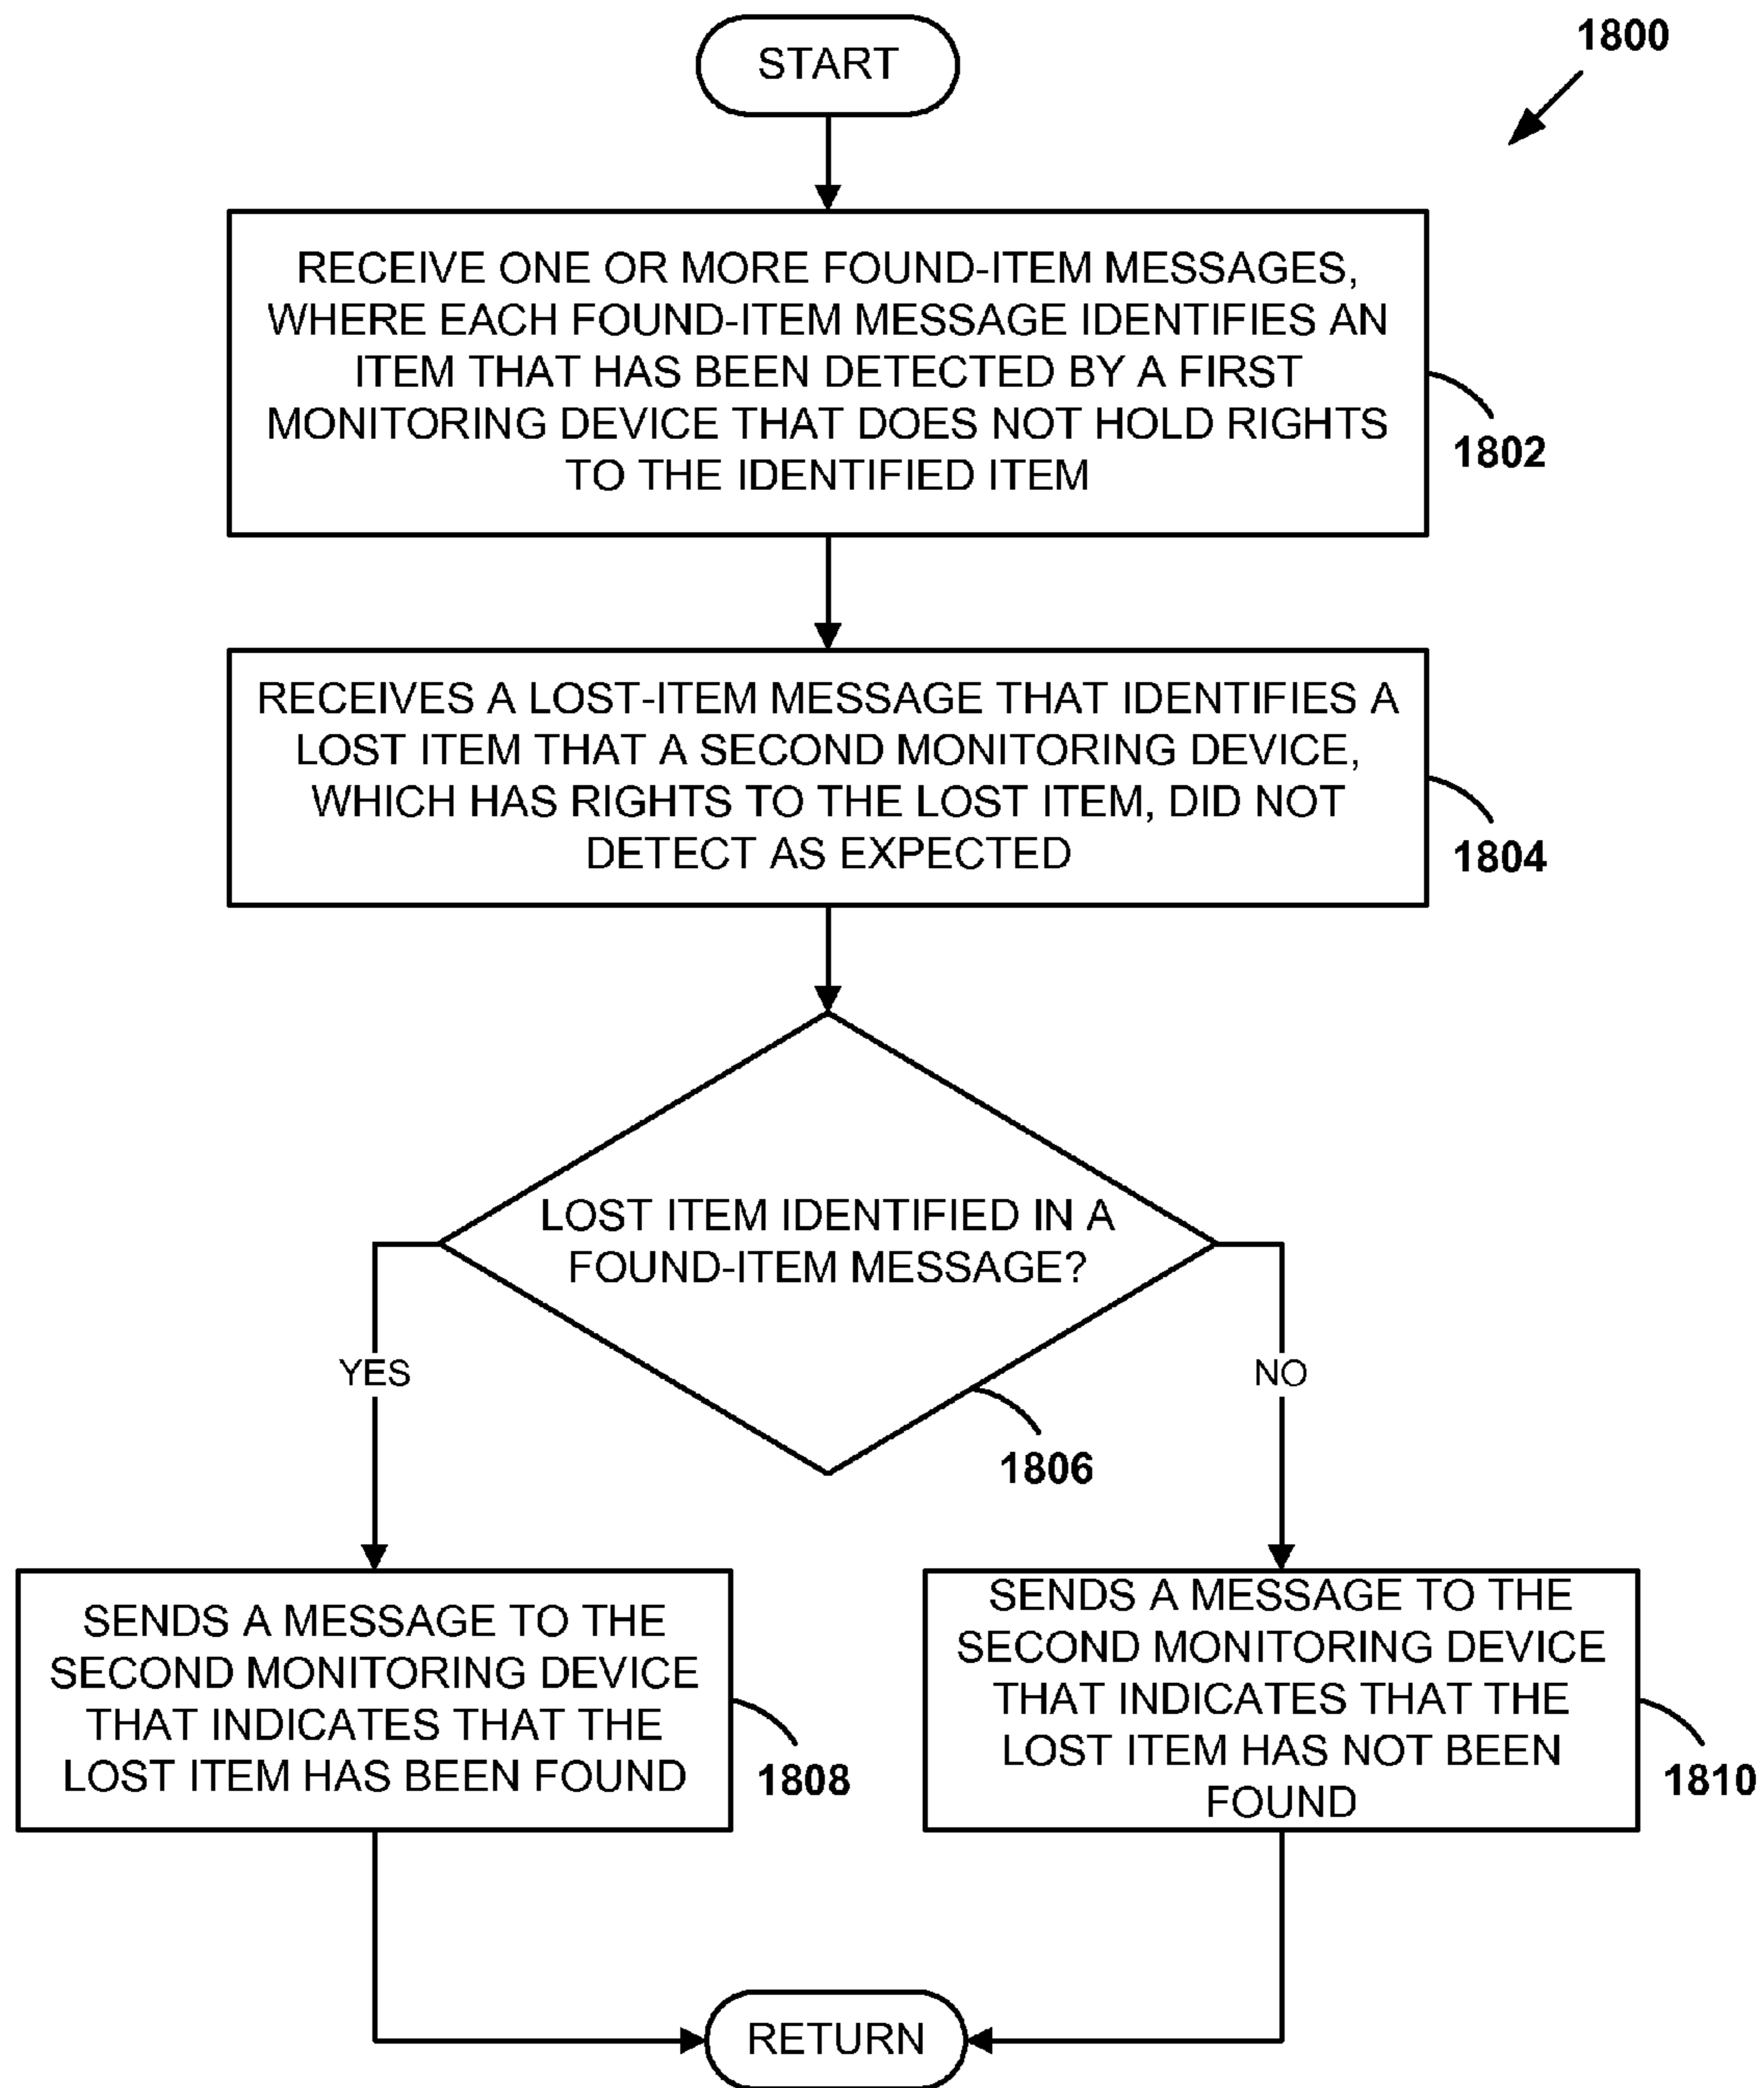 START
1800
RECEIVE ONE OR MORE FOUND-ITEM MESSAGES,
WHERE EACH FOUND-ITEM MESSAGE IDENTIFIES AN
ITEM THAT HAS BEEN DETECTED BY A FIRST
MONITORING DEVICE THAT DOES NOT HOLD RIGHTS
TO THE IDENTIFIED ITEM
1802
RECEIVES A LOST-ITEM MESSAGE THAT IDENTIFIES A
LOST ITEM THAT A SECOND MONITORING DEVICE,
WHICH HAS RIGHTS TO THE LOST ITEM, DID NOT
DETECT AS EXPECTED
1804
LOST ITEM IDENTIFIED IN A
FOUND-ITEM MESSAGE?
1806
YES
NO
SENDS A MESSAGE TO THE
SECOND MONITORING DEVICE
THAT INDICATES THAT THE
LOST ITEM HAS BEEN FOUND
1808
SENDS A MESSAGE TO THE
SECOND MONITORING DEVICE
THAT INDICATES THAT THE
LOST ITEM HAS NOT BEEN
FOUND
1810
RETURN